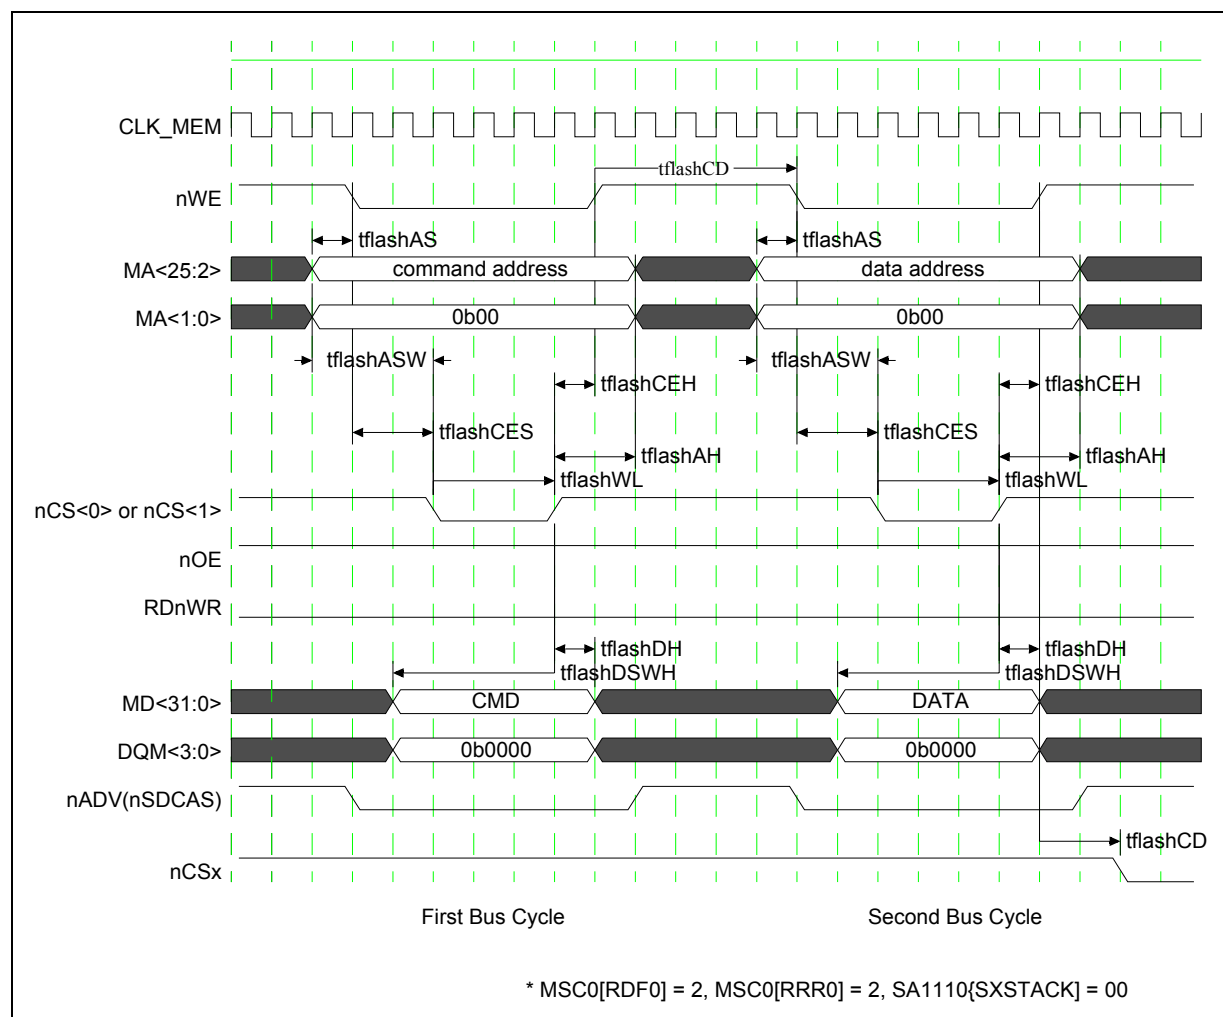 CLK_MEM
tflashCD
nWE
tflashAS tflashAS
MA<25:2> command address data address
MA<1:0> 0b00 0b00
tflashASW tflashASW
tflashCEH tflashCEH
tflashCES tflashCES
tflashAH tflashAH
tflashWL tflashWL
nCS<0> or nCS<1>
nOE
RDnWR
tflashDH tflashDH
tflashDSWH tflashDSWH
MD<31:0> CMD DATA
DQM<3:0> 0b0000 0b0000
nADV(nSDCAS)
tflashCD
nCSx
First Bus Cycle Second Bus Cycle
* MSC0[RDF0] = 2, MSC0[RRR0] = 2, SA1110{SXSTACK] = 00